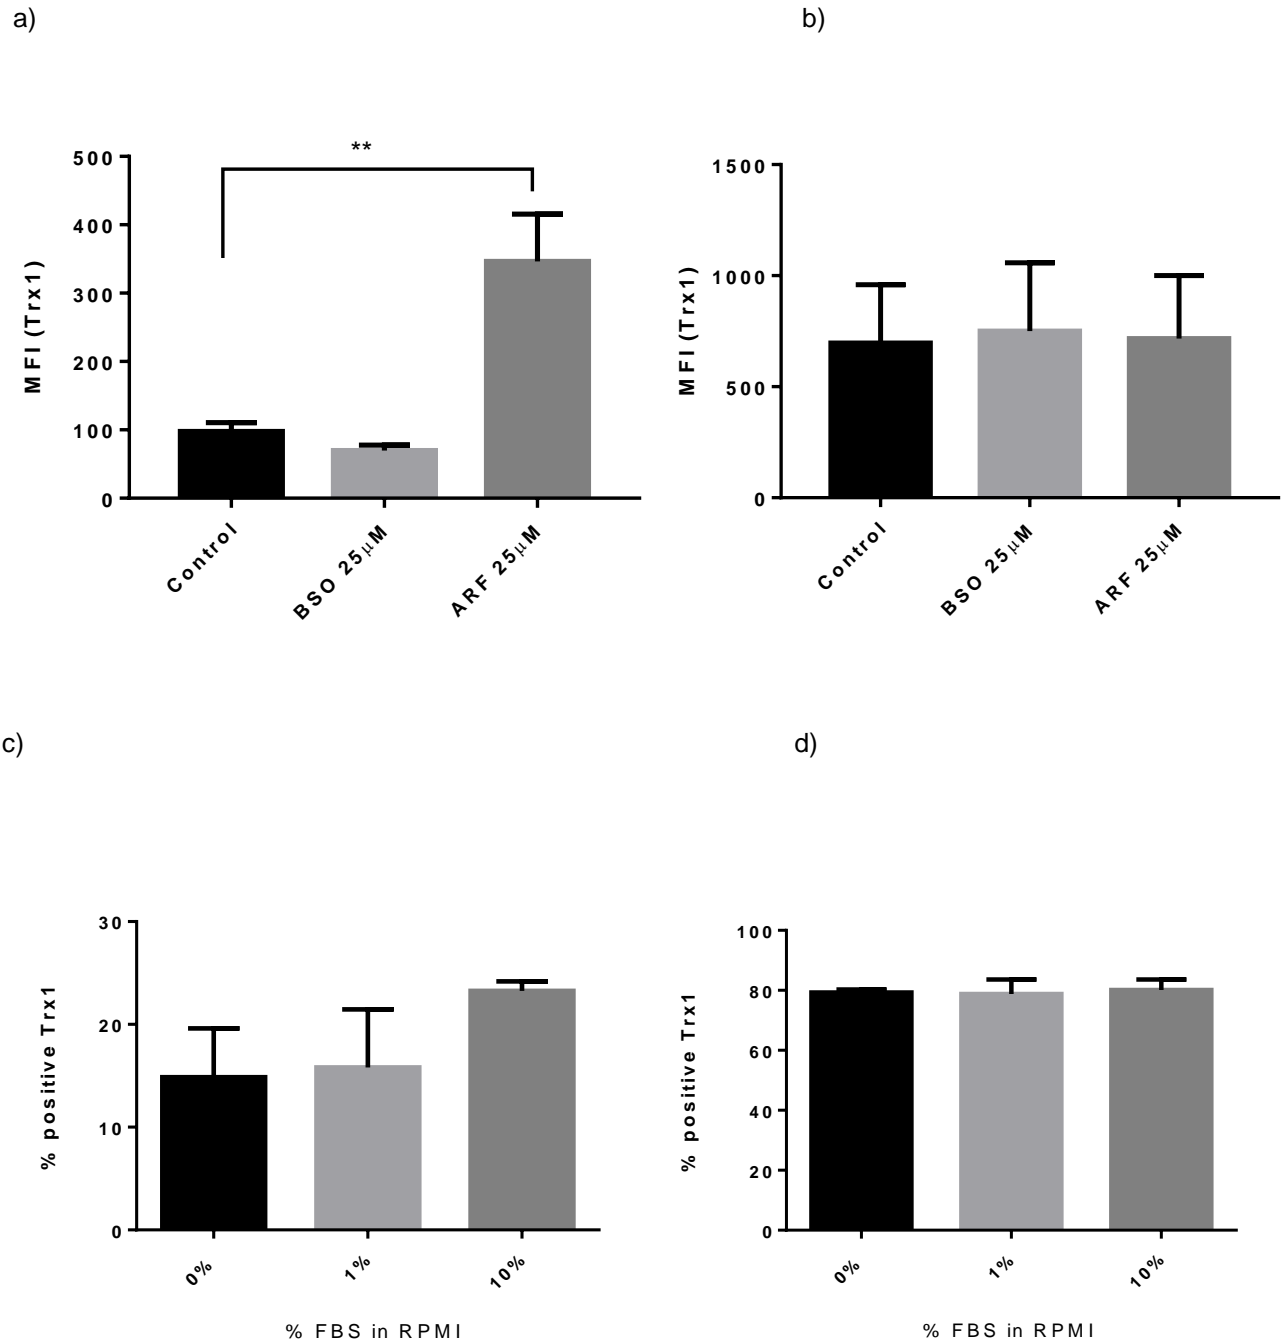 a)
**
500
400
300
200
100
0
MFI (Trx1)
Control
BSO 25μM
ARF 25μM
b)
1500
1000
500
0
MFI (Trx1)
Control
BSO 25μM
ARF 25μM
c)
30
20
10
0
% positive Trx1
0%
1%
10%
% FBS in RPMI
d)
100
80
60
40
20
0
% positive Trx1
0%
1%
10%
% FBS in RPMI